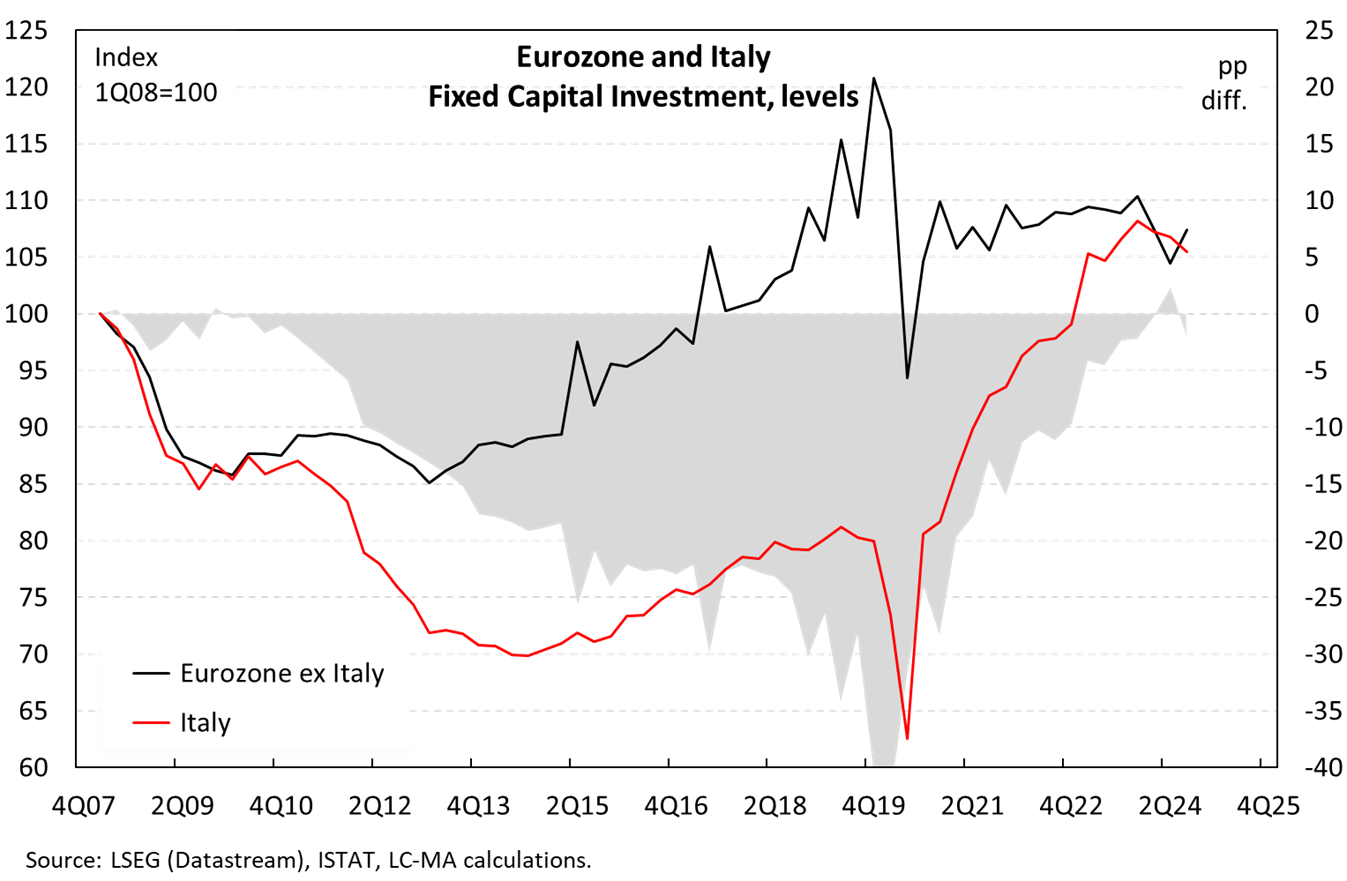 Eurozone and Italy
Fixed Capital Investment, levels
Index
1Q08=100
pp
diff.
125
120
115
110
105
100
95
90
85
80
75
70
65
60
25
20
15
10
5
0
-5
-10
-15
-20
-25
-30
-35
-40
Eurozone ex Italy
Italy
4Q07 2Q09 4Q10 2Q12 4Q13 2Q15 4Q16 2Q18 4Q19 2Q21 4Q22 2Q24 4Q25
Source: LSEG (Datastream), ISTAT, LC-MA calculations.